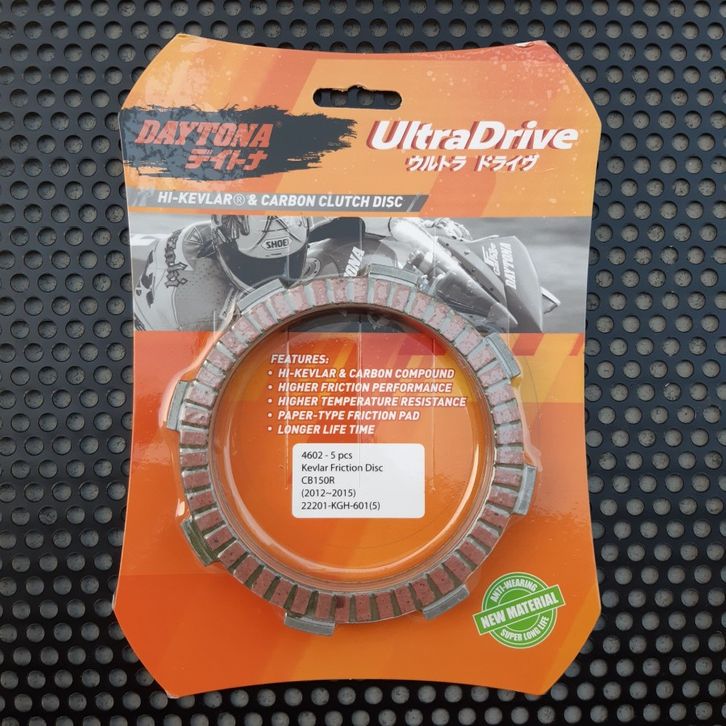 DAYTONA®
デイトナ
UltraDrive
ウルトラ ドライヴ
HI-KEVLAR® & CARBON CLUTCH DISC
SHOEI
DAYTONA
DAYTONA
FEATURES:
• HI-KEVLAR & CARBON COMPOUND
• HIGHER FRICTION PERFORMANCE
• HIGHER TEMPERATURE RESISTANCE
• PAPER-TYPE FRICTION PAD
• LONGER LIFE TIME
4602 - 5 pcs
Kevlar Friction Disc
CB150R
(2012~2015)
22201-KGH-601(5)
ANTI-WEARING
NEW MATERIAL
SUPER LONG LIFE